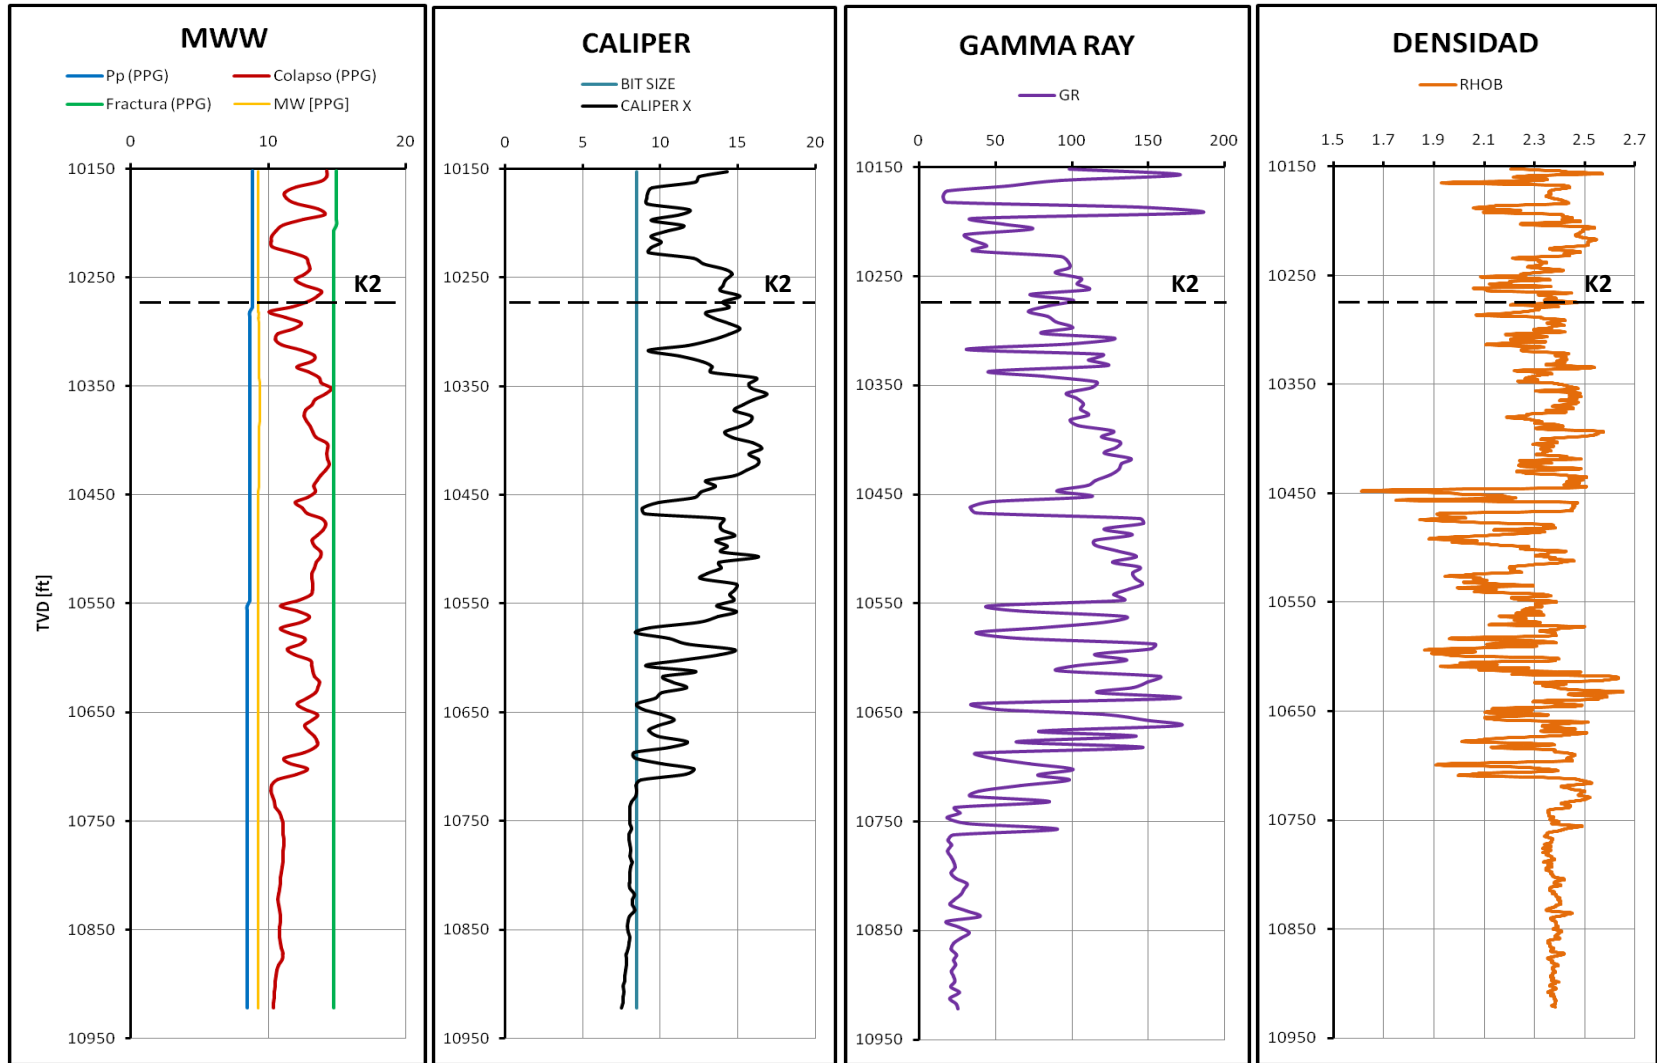 MWW
Pp (PPG) Colapso (PPG)
Fractura (PPG) MW [PPG]
0 10 20
10150
10250
10350
10450
10550
10650
10750
10850
10950
TVD [ft]
K2
CALIPER
BIT SIZE
CALIPER X
0 5 10 15 20
10150
10250
10350
10450
10550
10650
10750
10850
10950
K2
GAMMA RAY
GR
0 50 100 150 200
10150
10250
10350
10450
10550
10650
10750
10850
10950
K2
DENSIDAD
RHOB
1.5 1.7 1.9 2.1 2.3 2.5 2.7
10150
10250
10350
10450
10550
10650
10750
10850
10950
K2